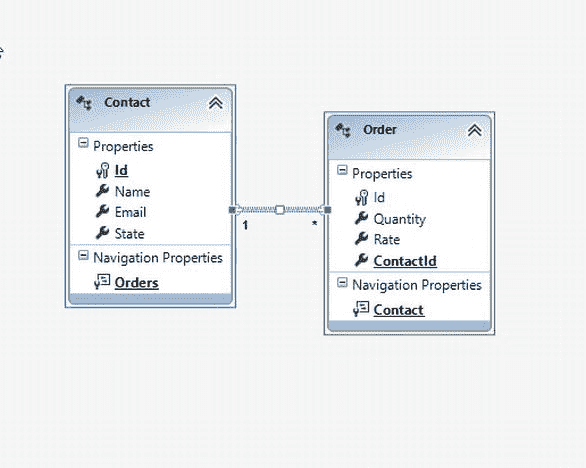 Contact
Properties
Id
Name
Email
State
Navigation Properties
Orders
1
*
Order
Properties
Id
Quantity
Rate
ContactId
Navigation Properties
Contact